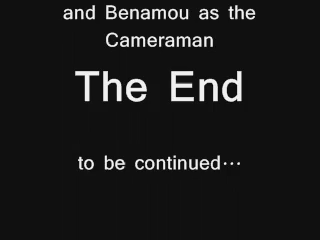 and Benamou as the
Cameraman
The End
to be continued…